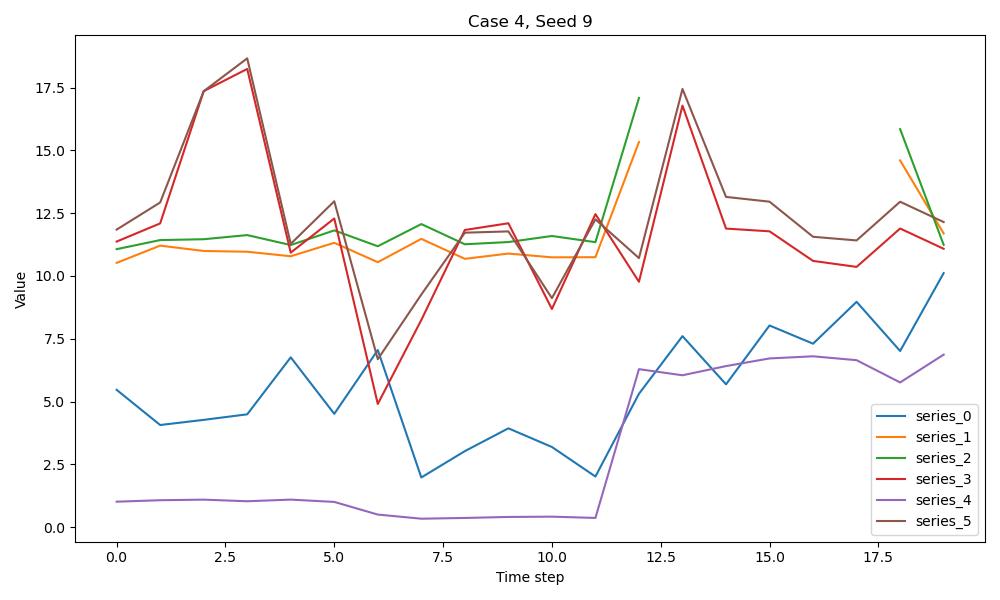 Case 4, Seed 9
Value
17.5
15.0
12.5
10.0
7.5
5.0
2.5
0.0
series_0
series_1
series_2
series_3
series_4
series_5
0.0 2.5 5.0 7.5 10.0 12.5 15.0 17.5
Time step